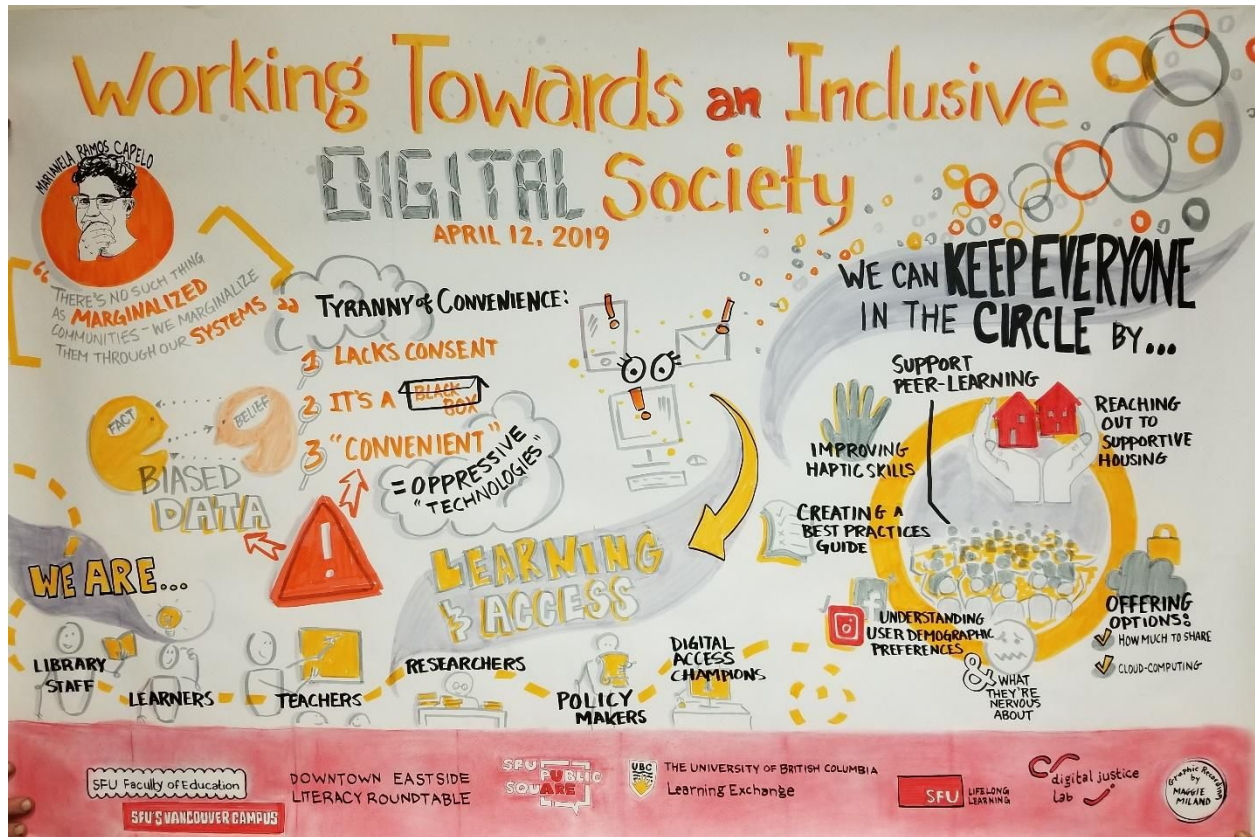 Working Towards an Inclusive
DIGITAL Society
APRIL 12, 2019
MARIANELA RAMOS CAPELO
"THERE'S NO SUCH THING
AS MARGINALIZED
COMMUNITIES - WE MARGINALIZE
THEM THROUGH OUR SYSTEMS"
TYRANNY of CONVENIENCE:
1 LACKS CONSENT
2 IT'S A BLACK
BOX
3 "CONVENIENT"
= OPPRESSIVE
"TECHNOLOGIES"
FACT
BELIEF
BIASED
DATA
!
!
!
!
LEARNING
& ACCESS
WE ARE...
LIBRARY
STAFF
LEARNERS
TEACHERS
RESEARCHERS
POLICY
MAKERS
DIGITAL
ACCESS
CHAMPIONS
WE CAN KEEP EVERYONE
IN THE CIRCLE BY...
SUPPORT
PEER-LEARNING
IMPROVING
HAPTIC SKILLS
REACHING
OUT TO
SUPPORTIVE
HOUSING
CREATING A
BEST PRACTICES
GUIDE
f
UNDERSTANDING
USER DEMOGRAPHIC
PREFERENCES
& WHAT
THEY'RE
NERVOUS
ABOUT
OFFERING
OPTIONS:
HOW MUCH TO SHARE
CLOUD-COMPUTING
SFU Faculty of Education
SFU'S VANCOUVER CAMPUS
DOWNTOWN EASTSIDE
LITERACY ROUNDTABLE
SFU PUBLIC
SQUARE
UBC
THE UNIVERSITY OF BRITISH COLUMBIA
Learning Exchange
SFU LIFELONG
LEARNING
digital justice
lab
Graphic Recording
by
MAGGIE
MILAND